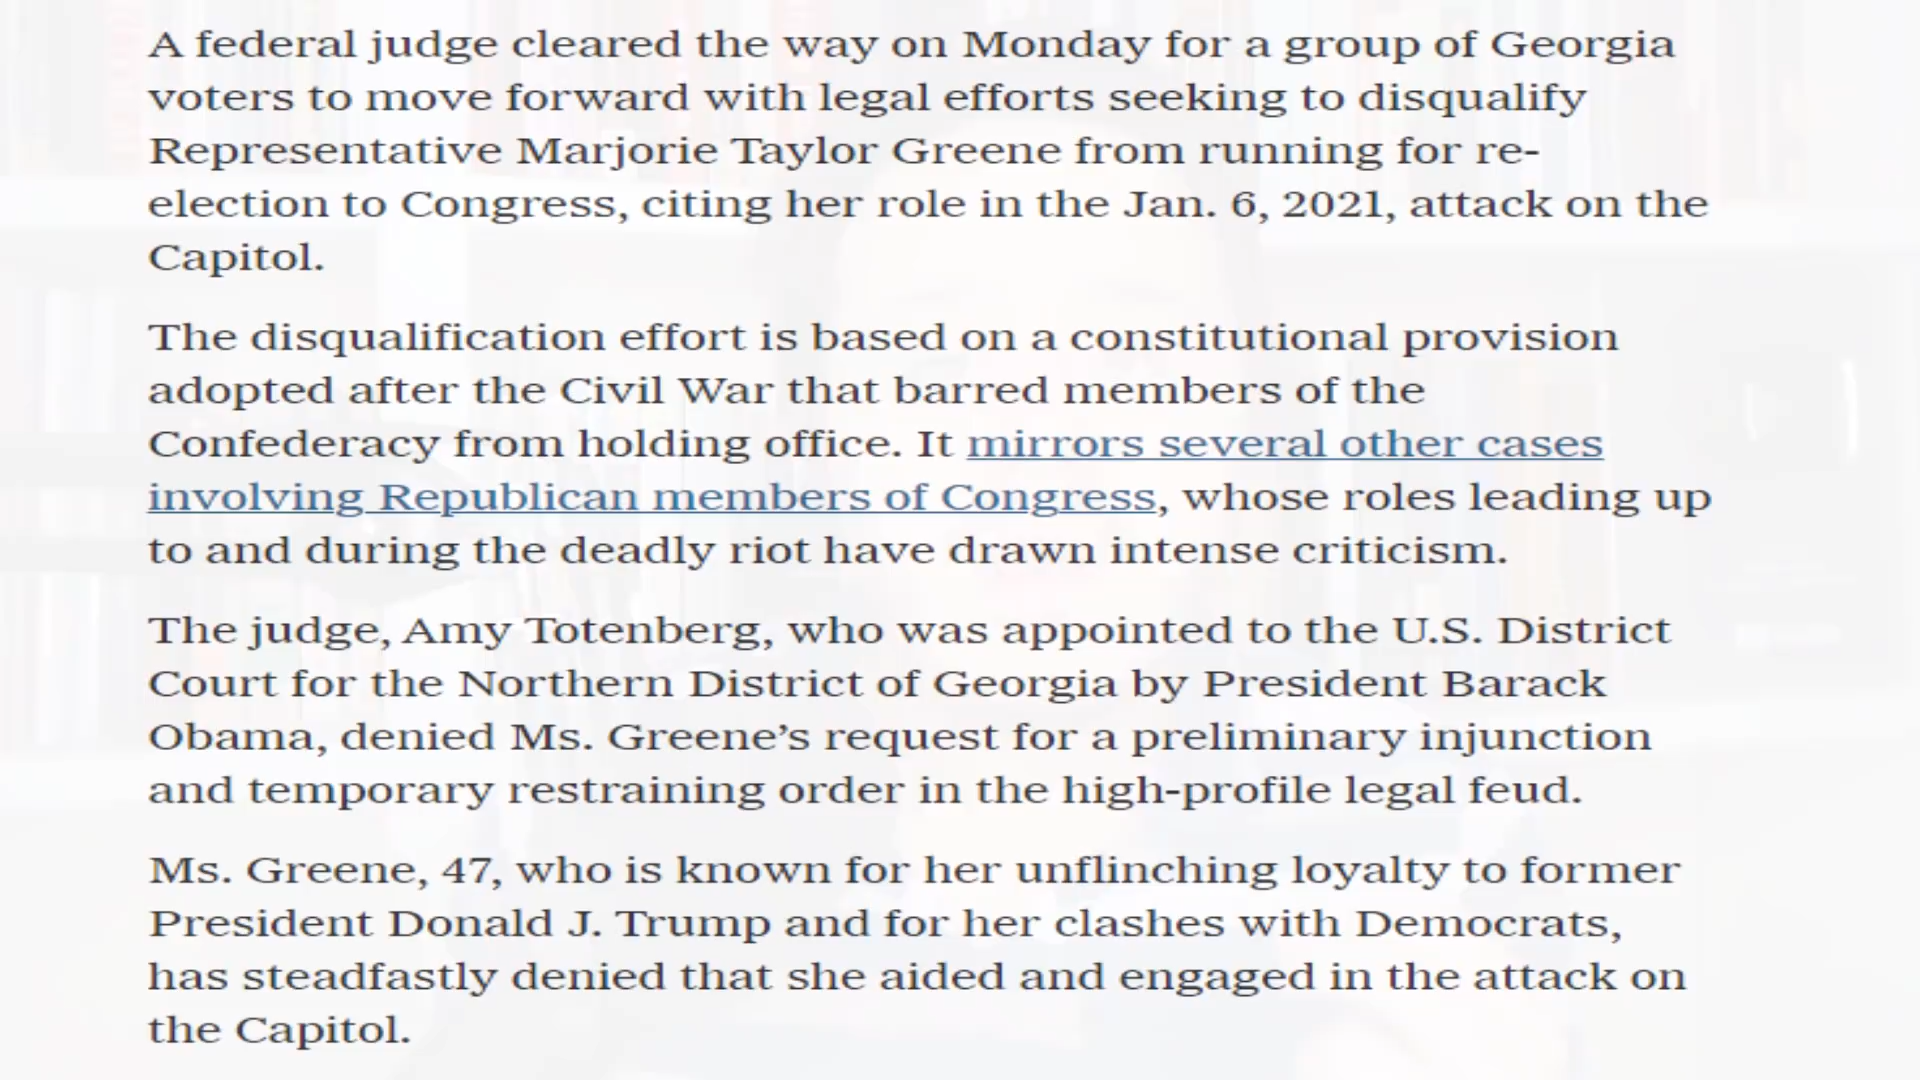 A federal judge cleared the way on Monday for a group of Georgia
voters to move forward with legal efforts seeking to disqualify
Representative Marjorie Taylor Greene from running for re-
election to Congress, citing her role in the Jan. 6, 2021, attack on the
Capitol.
The disqualification effort is based on a constitutional provision
adopted after the Civil War that barred members of the
Confederacy from holding office. It mirrors several other cases
involving Republican members of Congress, whose roles leading up
to and during the deadly riot have drawn intense criticism.
The judge, Amy Totenberg, who was appointed to the U.S. District
Court for the Northern District of Georgia by President Barack
Obama, denied Ms. Greene’s request for a preliminary injunction
and temporary restraining order in the high-profile legal feud.
Ms. Greene, 47, who is known for her unflinching loyalty to former
President Donald J. Trump and for her clashes with Democrats,
has steadfastly denied that she aided and engaged in the attack on
the Capitol.